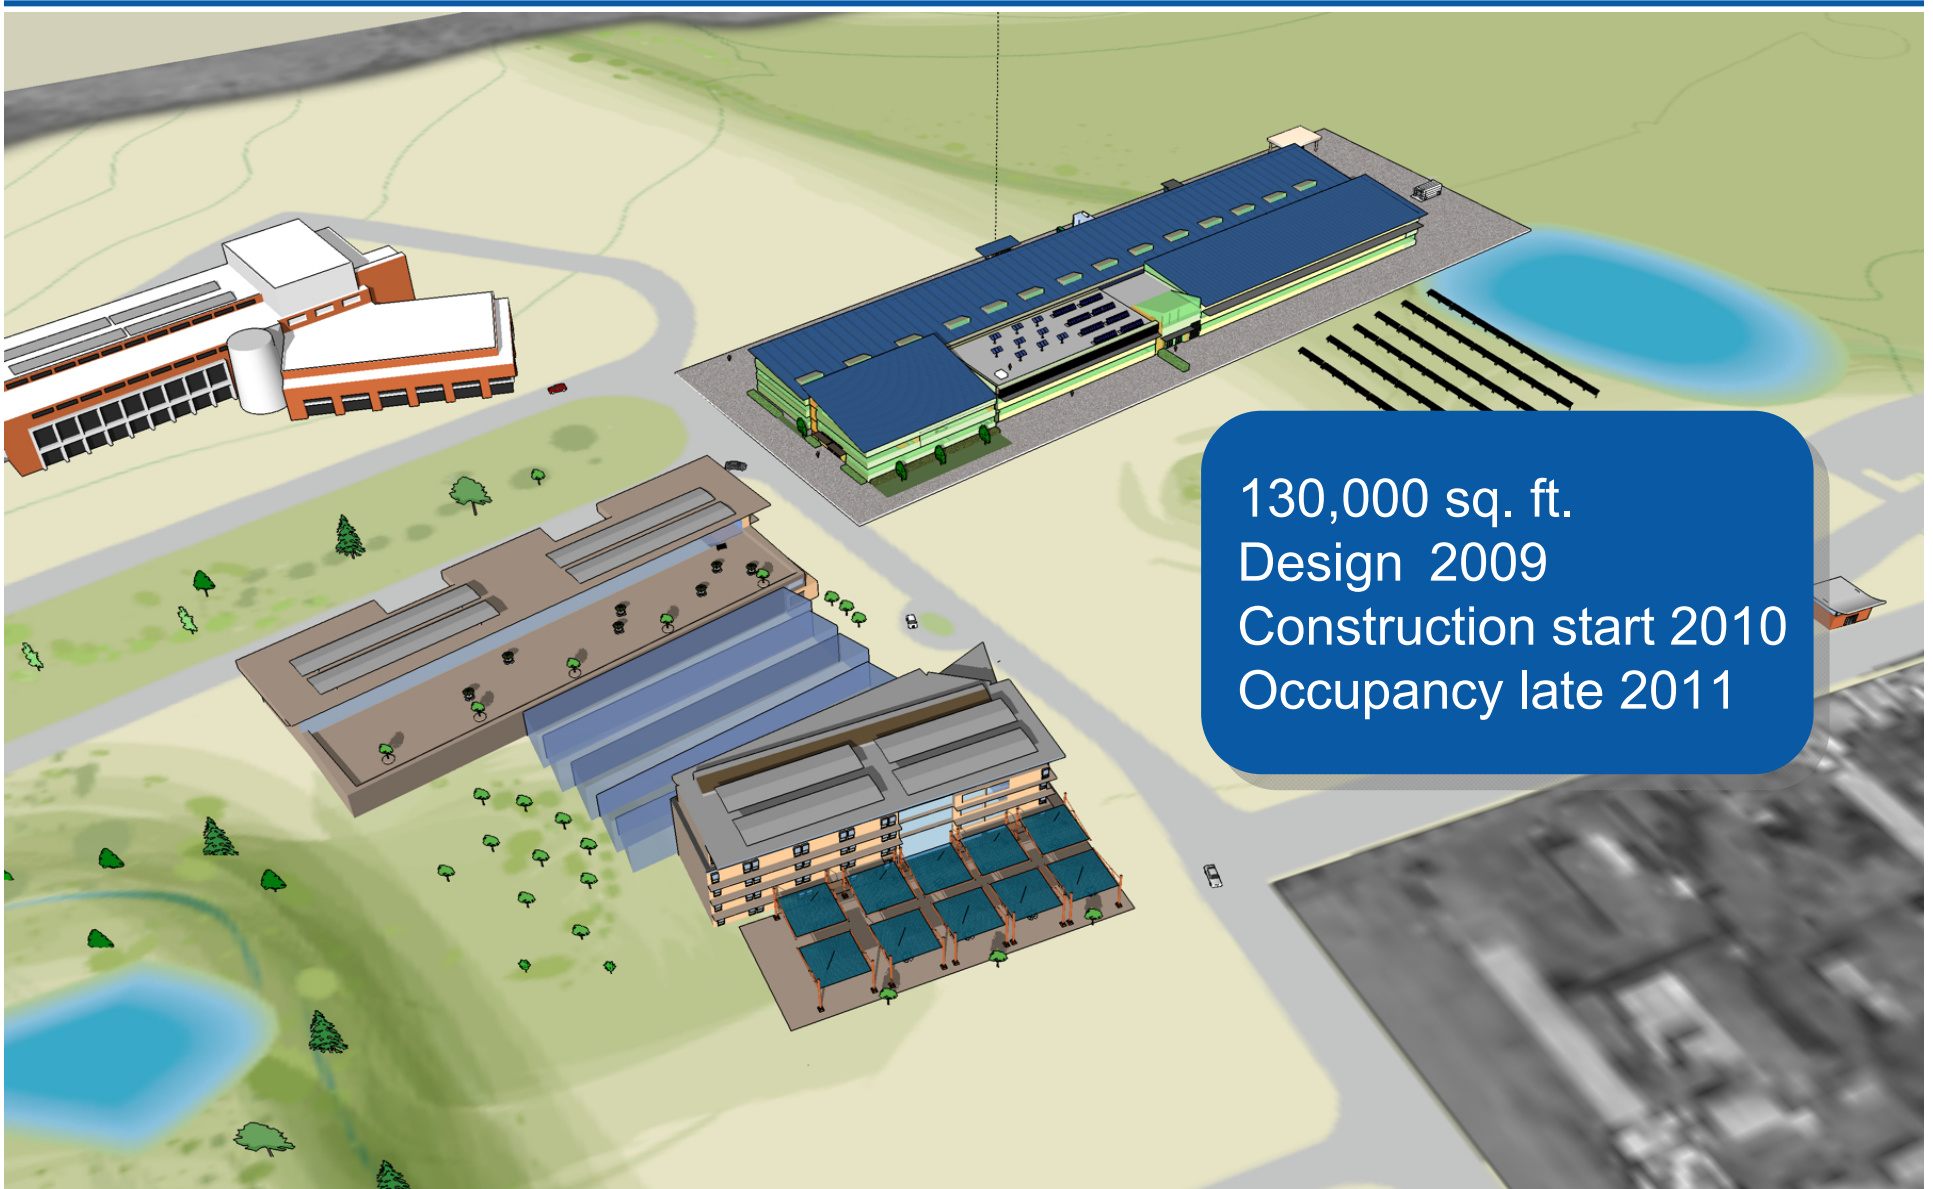 130,000 sq. ft.
Design 2009
Construction start 2010
Occupancy late 2011